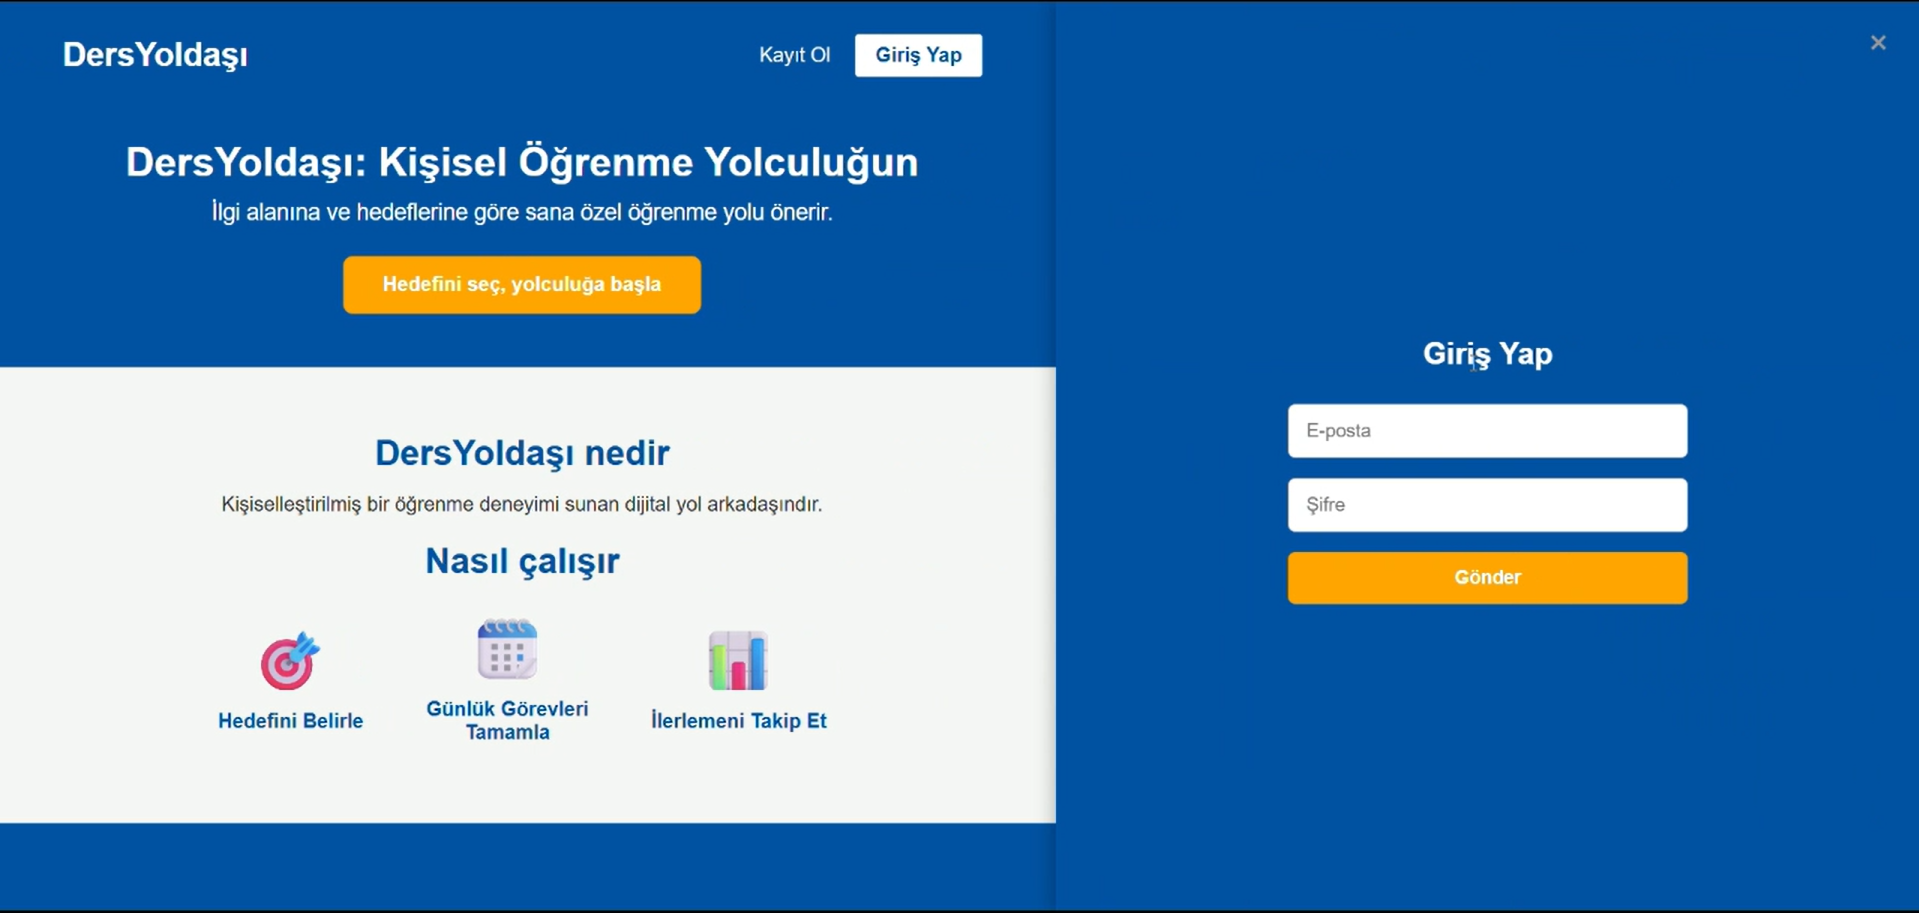 DersYoldaşı
Kayıt Ol
Giriş Yap
DersYoldaşı: Kişisel Öğrenme Yolculuğun
İlgi alanına ve hedeflerine göre sana özel öğrenme yolu önerir.
Hedefini seç, yolculuğa başla
DersYoldaşı nedir
Kişiselleştirilmiş bir öğrenme deneyimi sunan dijital yol arkadaşındır.
Nasıl çalışır
Hedefini Belirle
Günlük Görevleri
Tamamla
İlerlemeni Takip Et
Giriş Yap
E-posta
Şifre
Gönder